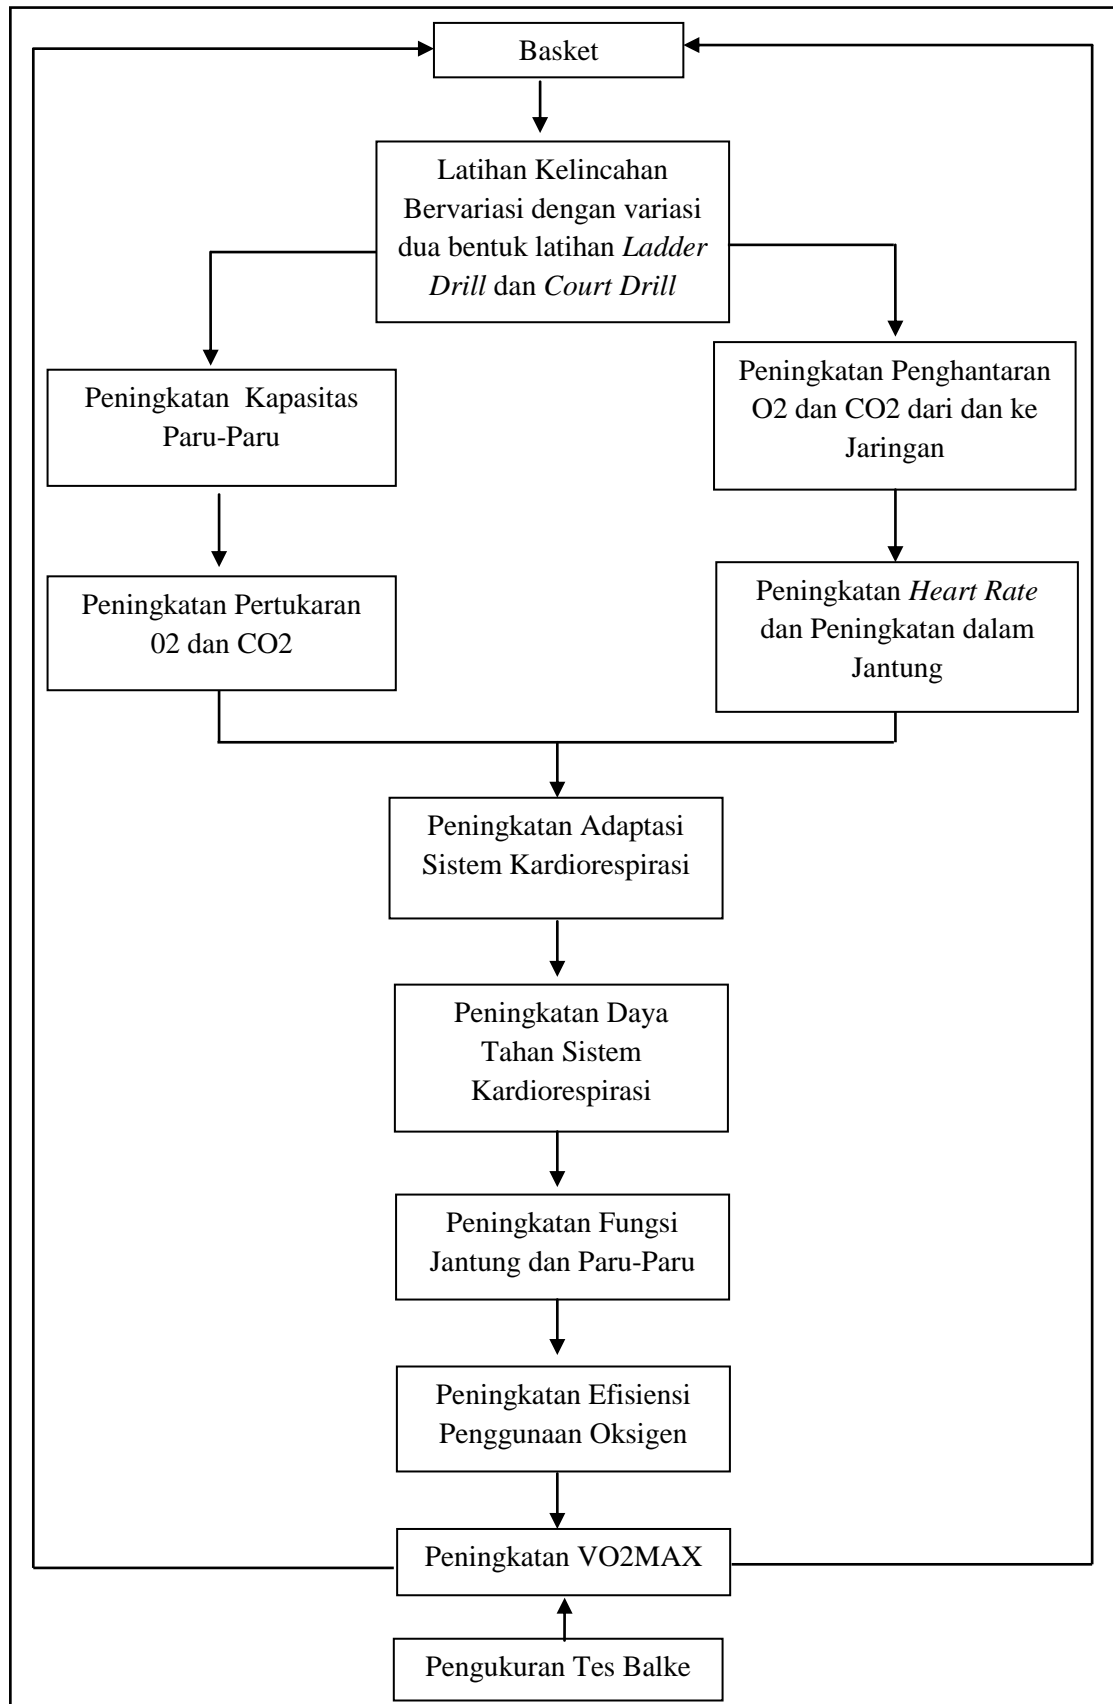 Basket
Latihan Kelincahan
Bervariasi dengan variasi
dua bentuk latihan Ladder
Drill dan Court Drill
Peningkatan Kapasitas
Paru-Paru
Peningkatan Penghantaran
O2 dan CO2 dari dan ke
Jaringan
Peningkatan Pertukaran
02 dan CO2
Peningkatan Heart Rate
dan Peningkatan dalam
Jantung
Peningkatan Adaptasi
Sistem Kardiorespirasi
Peningkatan Daya
Tahan Sistem
Kardiorespirasi
Peningkatan Fungsi
Jantung dan Paru-Paru
Peningkatan Efisiensi
Penggunaan Oksigen
Peningkatan VO2MAX
Pengukuran Tes Balke